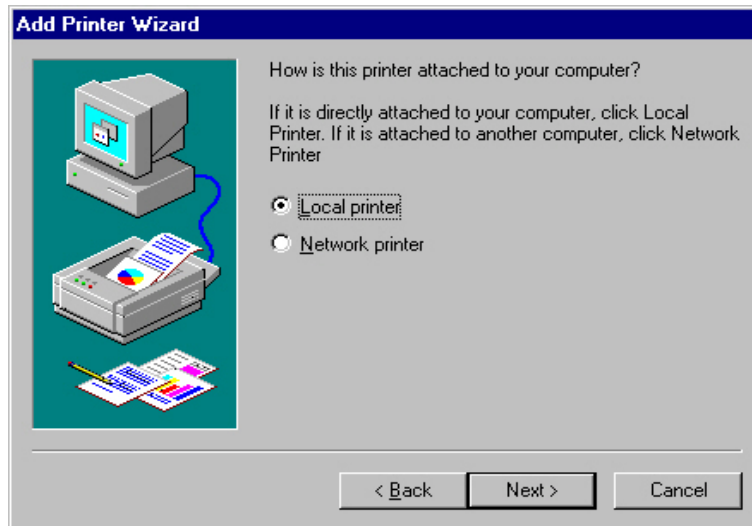 Add Printer Wizard
How is this printer attached to your computer?
If it is directly attached to your computer, click Local
Printer. If it is attached to another computer, click Network
Printer
Local printer
Network printer
< Back
Next >
Cancel